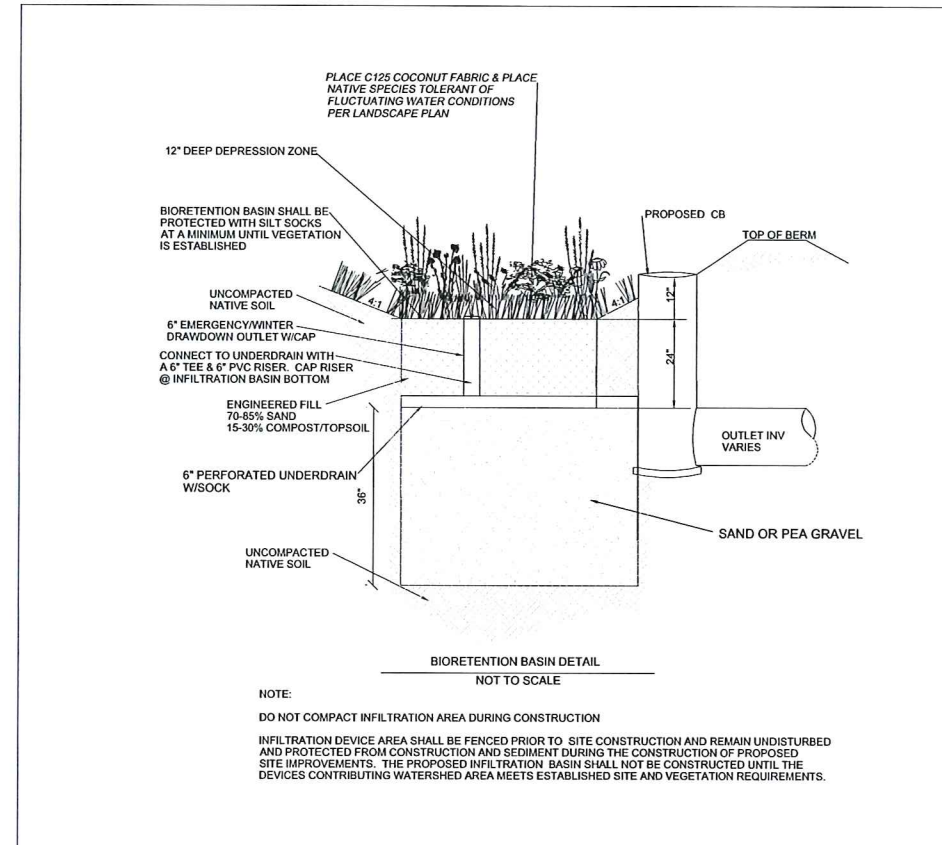 PLACE C125 COCONUT FABRIC & PLACE
NATIVE SPECIES TOLERANT OF
FLUCTUATING WATER CONDITIONS
PER LANDSCAPE PLAN
12" DEEP DEPRESSION ZONE
BIORETENTION BASIN SHALL BE
PROTECTED WITH SILT SOCKS
AT A MINIMUM UNTIL VEGETATION
IS ESTABLISHED
PROPOSED CB
TOP OF BERM
UNCOMPACTED
NATIVE SOIL
4:1
4:1
12"
6" EMERGENCY/WINTER
DRAWDOWN OUTLET W/CAP
24"
CONNECT TO UNDERDRAIN WITH
A 6" TEE & 6" PVC RISER. CAP RISER
@ INFILTRATION BASIN BOTTOM
ENGINEERED FILL
70-85% SAND
15-30% COMPOST/TOPSOIL
OUTLET INV
VARIES
6" PERFORATED UNDERDRAIN
W/SOCK
36"
SAND OR PEA GRAVEL
UNCOMPACTED
NATIVE SOIL
BIORETENTION BASIN DETAIL
NOT TO SCALE
NOTE:
DO NOT COMPACT INFILTRATION AREA DURING CONSTRUCTION
INFILTRATION DEVICE AREA SHALL BE FENCED PRIOR TO SITE CONSTRUCTION AND REMAIN UNDISTURBED
AND PROTECTED FROM CONSTRUCTION AND SEDIMENT DURING THE CONSTRUCTION OF PROPOSED
SITE IMPROVEMENTS. THE PROPOSED INFILTRATION BASIN SHALL NOT BE CONSTRUCTED UNTIL THE
DEVICES CONTRIBUTING WATERSHED AREA MEETS ESTABLISHED SITE AND VEGETATION REQUIREMENTS.